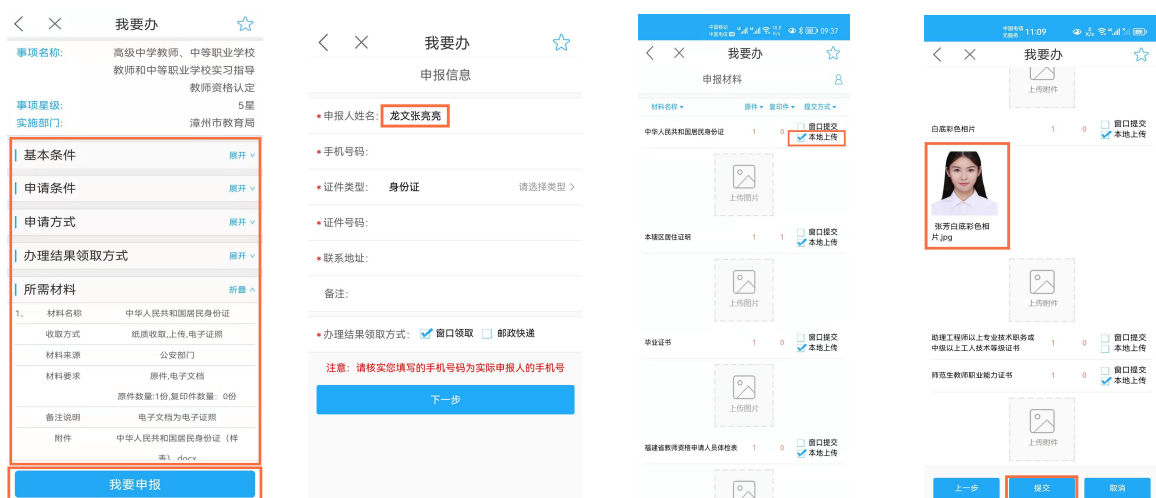 我要办
事项名称:
高级中学教师、中等职业学校
教师和中等职业学校实习指导
教师资格认定
事项星级:
5星
实施部门:
漳州市教育局
基本条件
展开
申请条件
展开
申请方式
展开
办理结果领取方式
展开
所需材料
折叠
1、 材料名称 中华人民共和国居民身份证
收取方式 纸质收取,上传,电子证照
材料来源 公安部门
材料要求 原件,电子文档
原件数量:1份,复印件数量: 0份
备注说明 电子文档为电子证照
附件 中华人民共和国居民身份证（样
表）.docx
我要申报
我要办
申报信息
*申报人姓名: 龙文张亮亮
*手机号码:
*证件类型: 身份证 请选择类型 >
*证件号码:
*联系地址:
备注:
*办理结果领取方式: 窗口领取 邮政快递
注意: 请核实您填写的手机号码为实际申报人的手机号
下一步
09:37
我要办
申报材料
材料名称 原件 复印件 提交方式
中华人民共和国居民身份证 1 0 窗口提交
本地上传
上传图片
本辖区居住证明 1 1 窗口提交
本地上传
上传图片
毕业证书 1 0 窗口提交
本地上传
上传图片
福建省教师资格申请人员体检表 1 0 窗口提交
本地上传
中国电信
无服务
11:09
我要办
上传附件
白底彩色相片 1 0 窗口提交
本地上传
张芳白底彩色相
片.jpg
上传附件
助理工程师以上专业技术职务或
中级以上工人技术等级证书
1 0 窗口提交
本地上传
师范生教师职业能力证书 1 0 窗口提交
本地上传
上传附件
上一步 提交 取消